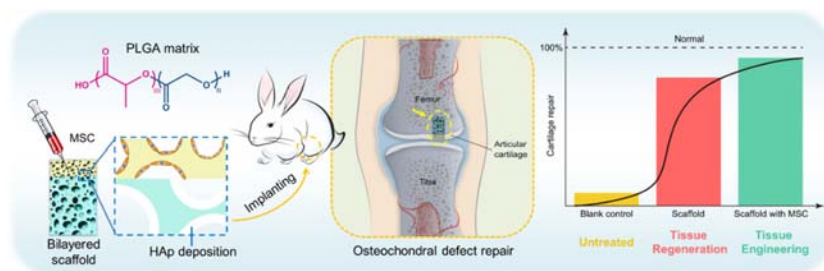 PLGA matrix
HO
O
O
O
O
H
m
n
MSC
Bilayered
scaffold
HAp deposition
Implanting
Femur
Articular
cartilage
Tibia
Osteochondral defect repair
Normal
100%
Cartilage repair
Blank control
Scaffold
Scaffold with MSC
Untreated
Tissue
Regeneration
Tissue
Engineering